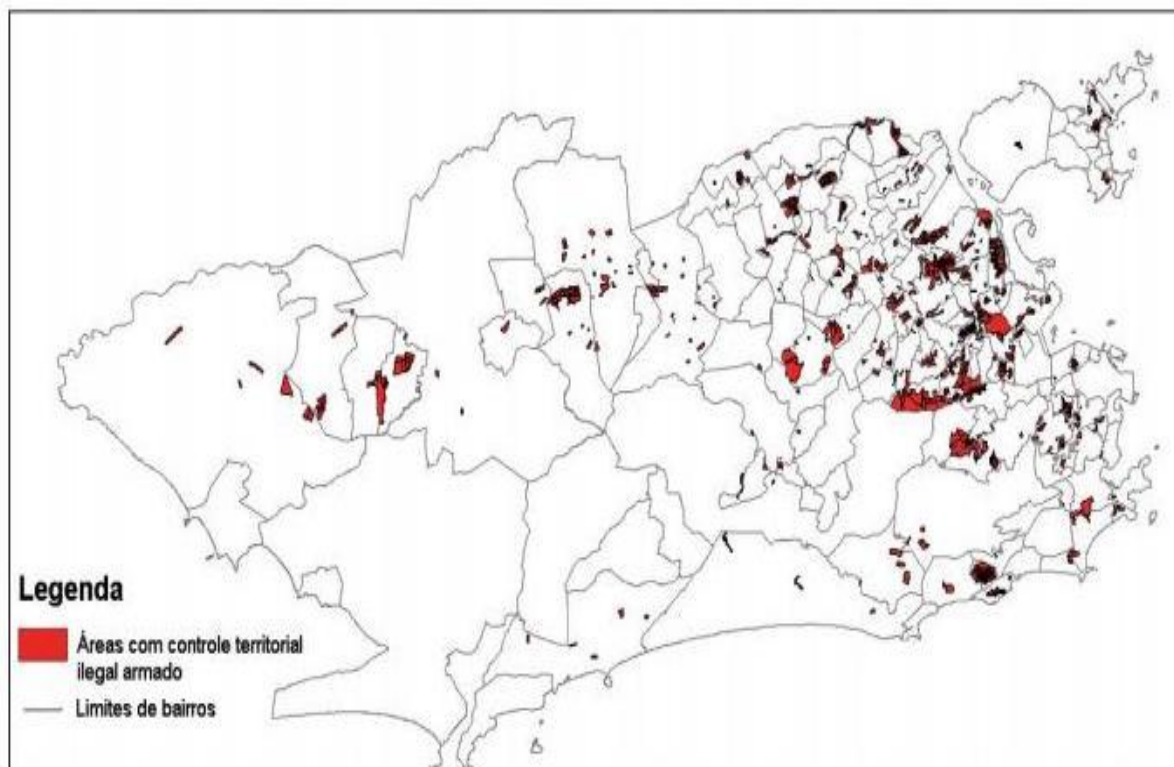 Legenda
Áreas com controle territorial
ilegal armado
Limites de bairros